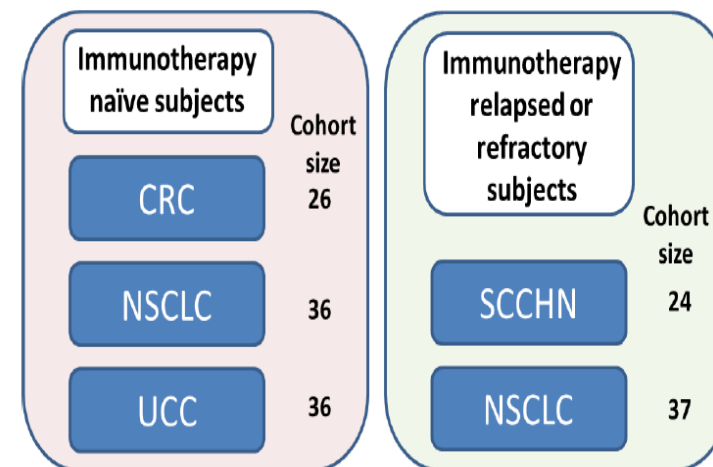 Immunotherapy
naïve subjects
Cohort
size
CRC 26
NSCLC 36
UCC 36
Immunotherapy
relapsed or
refractory
subjects
Cohort
size
SCCHN 24
NSCLC 37